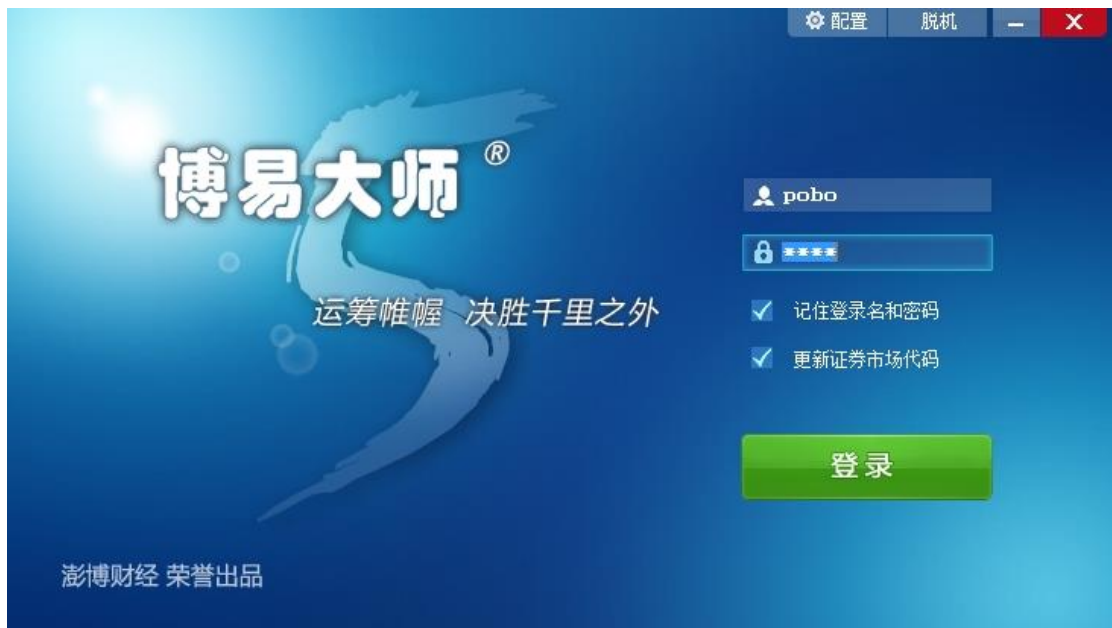 配置 脱机
博易大师®
pobo
****
运筹帷幄 决胜千里之外
记住登录名和密码
更新证券市场代码
登录
澎博财经 荣誉出品